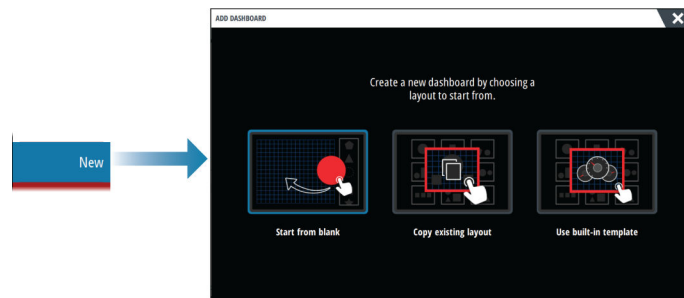 ADD DASHBOARD
Create a new dashboard by choosing a
layout to start from.
New
Start from blank
Copy existing layout
Use built-in template